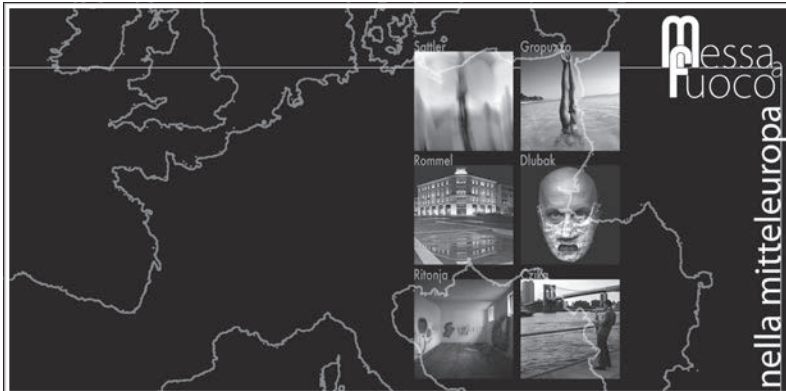 Messa
a
Fuoco
Sattler
Gropuzzo
Rommel
Dlubak
Ritonja
Czika
nella mitteleuropa